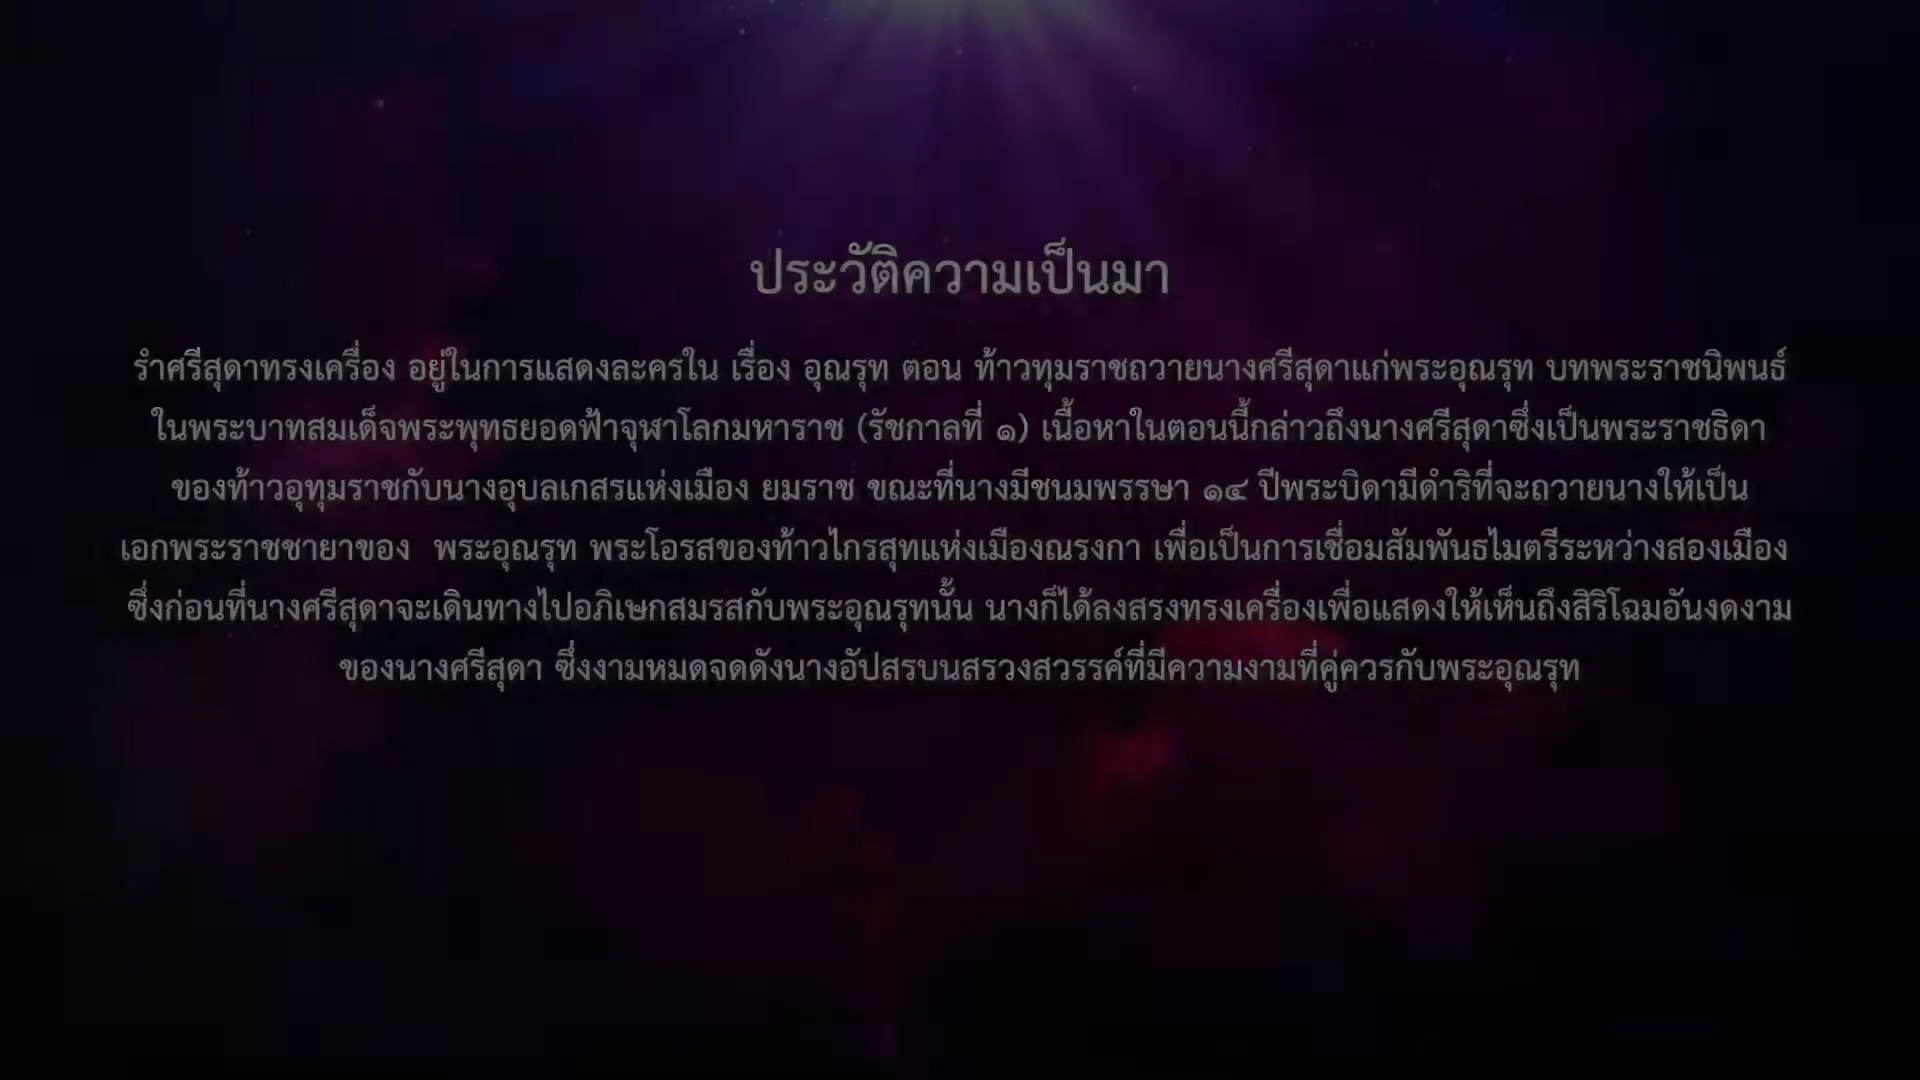 ประวัติความเป็นมา
รำศรีสุดาทรงเครื่อง อยู่ในการแสดงละครใน เรื่อง อุณรุท ตอน ท้าวทุมราชถวายนางศรีสุดาแก่พระอุณรุท บทพระราชนิพนธ์
ในพระบาทสมเด็จพระพุทธยอดฟ้าจุฬาโลกมหาราช (รัชกาลที่ ๑) เนื้อหาในตอนนี้กล่าวถึงนางศรีสุดาซึ่งเป็นพระราชธิดา
ของท้าวอุทุมราชกับนางอุบลเกสรแห่งเมือง ยมราช ขณะที่นางมีชนมพรรษา ๑๔ ปีพระบิดามีดำริที่จะถวายนางให้เป็น
เอกพระราชชายาของ พระอุณรุท พระโอรสของท้าวไกรสุทแห่งเมืองณรงกา เพื่อเป็นการเชื่อมสัมพันธไมตรีระหว่างสองเมือง
ซึ่งก่อนที่นางศรีสุดาจะเดินทางไปอภิเษกสมรสกับพระอุณรุทนั้น นางก็ได้ลงสรงทรงเครื่องเพื่อแสดงให้เห็นถึงสิริโฉมอันงดงาม
ของนางศรีสุดา ซึ่งงามหมดจดดังนางอัปสรบนสรวงสวรรค์ที่มีความงามที่คู่ควรกับพระอุณรุท